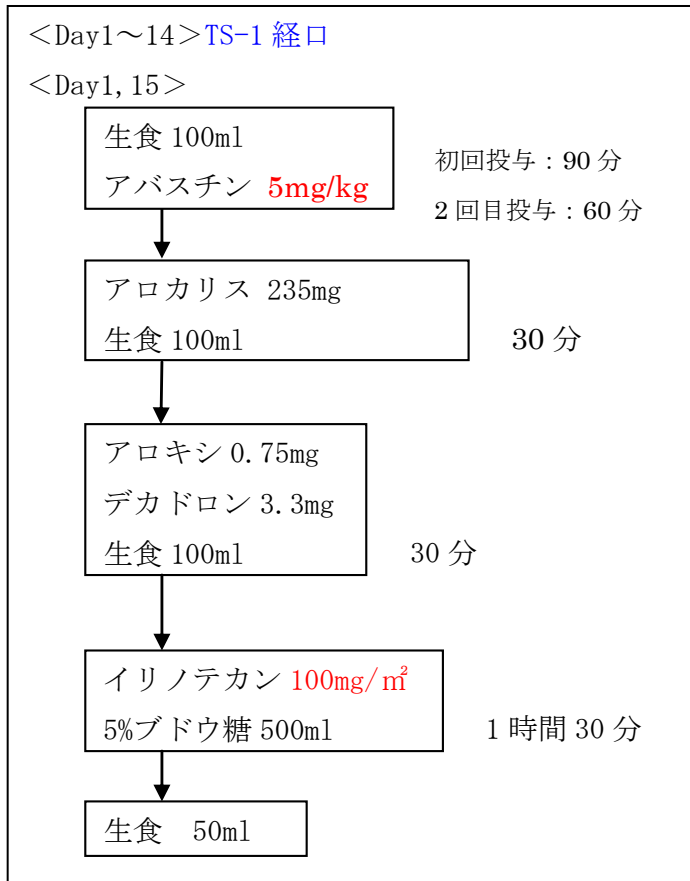 <Day1～14>TS-1 経口
<Day1,15>
生食 100ml
アバスチン 5mg/kg
初回投与：90 分
2 回目投与：60 分
アロカリス 235mg
生食 100ml
30 分
アロキシ 0.75mg
デカドロン 3.3mg
生食 100ml
30 分
イリノテカン 100mg/㎡
5%ブドウ糖 500ml
1 時間 30 分
生食 50ml